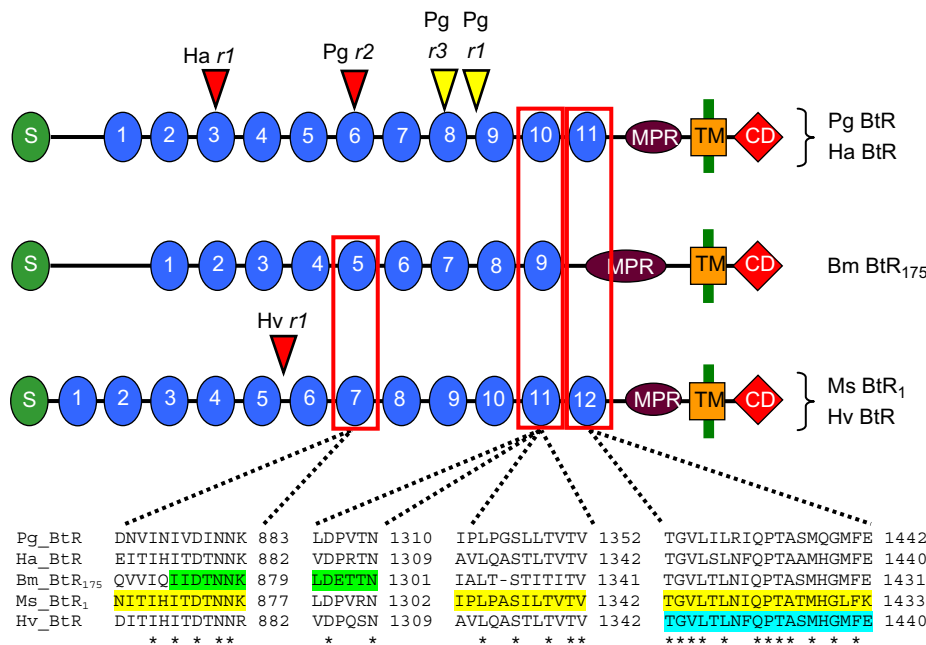 Ha r1
Pg r2
Pg r3
Pg r1
S 1 2 3 4 5 6 7 8 9 10 11 MPR TM CD
Pg BtR
Ha BtR
S 1 2 3 4 5 6 7 8 9 MPR TM CD
Bm BtR175
Hv r1
S 1 2 3 4 5 6 7 8 9 10 11 12 MPR TM CD
Ms BtR1
Hv BtR
Pg_BtR DNVINIVDINNK 883 LDPVTN 1310 IPLPGSLLTVTV 1352 TGVLILRIQPTASMQGMFE 1442
Ha_BtR EITIHITDTNNK 882 VDPRTN 1309 AVLQASTLTVTV 1351 TGVLSLNFQPTASMHGMFE 1440
Bm_BtR175 QVVIQIIDTNNK 879 LDETTN 1301 IALT-STITITV 1341 TGVLTLSIQPTASMHGMFE 1431
Ms_BtR1 NITIHITDTNNK 877 LDPVRN 1302 IPLPASILTVTV 1342 TGVLTLNIQPTATMHGLFK 1433
Hv_BtR DITIHITDTNNR 882 VDPQSN 1309 AVLQASTLTVTV 1351 TGVLTLNFQPTASMHGMFE 1440
* * ** * * * * ** **** * **** * * *